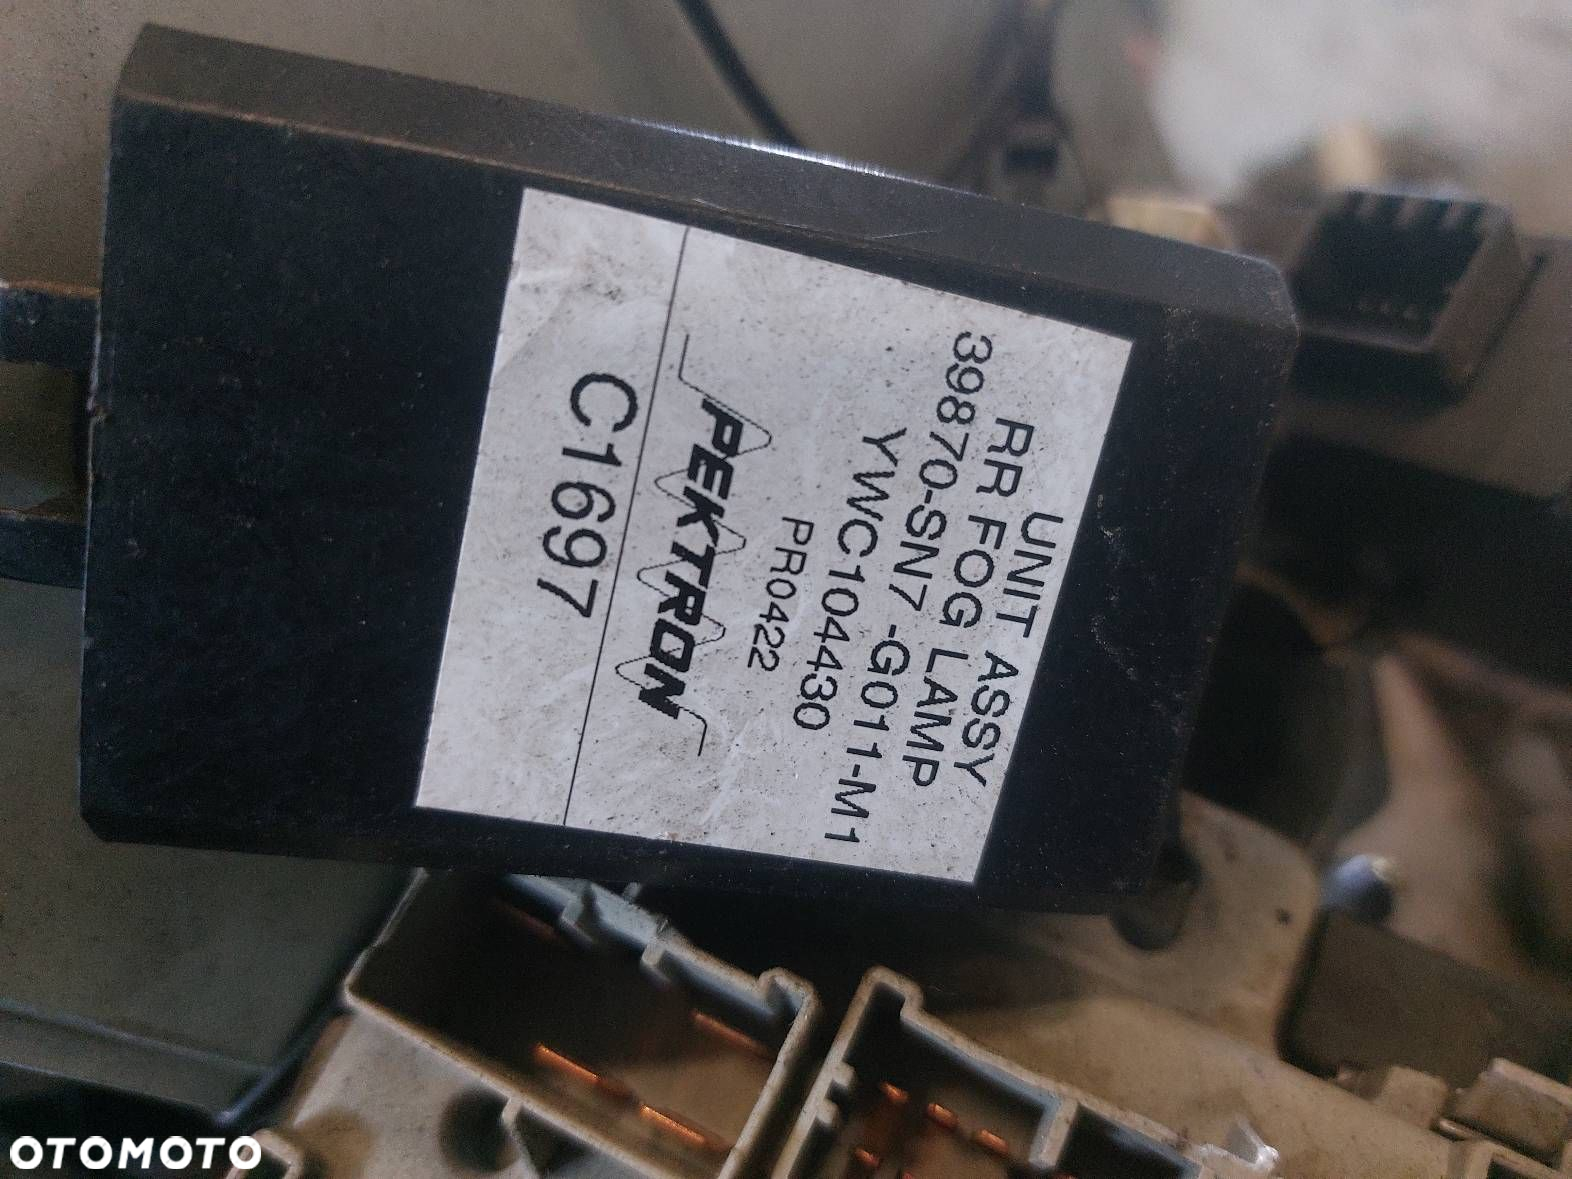 UNIT ASSY
RR FOG LAMP
39870-SN7 -G011-M1
YWC104430
PR0422
PEKTRON
C1697
OTOMOTO